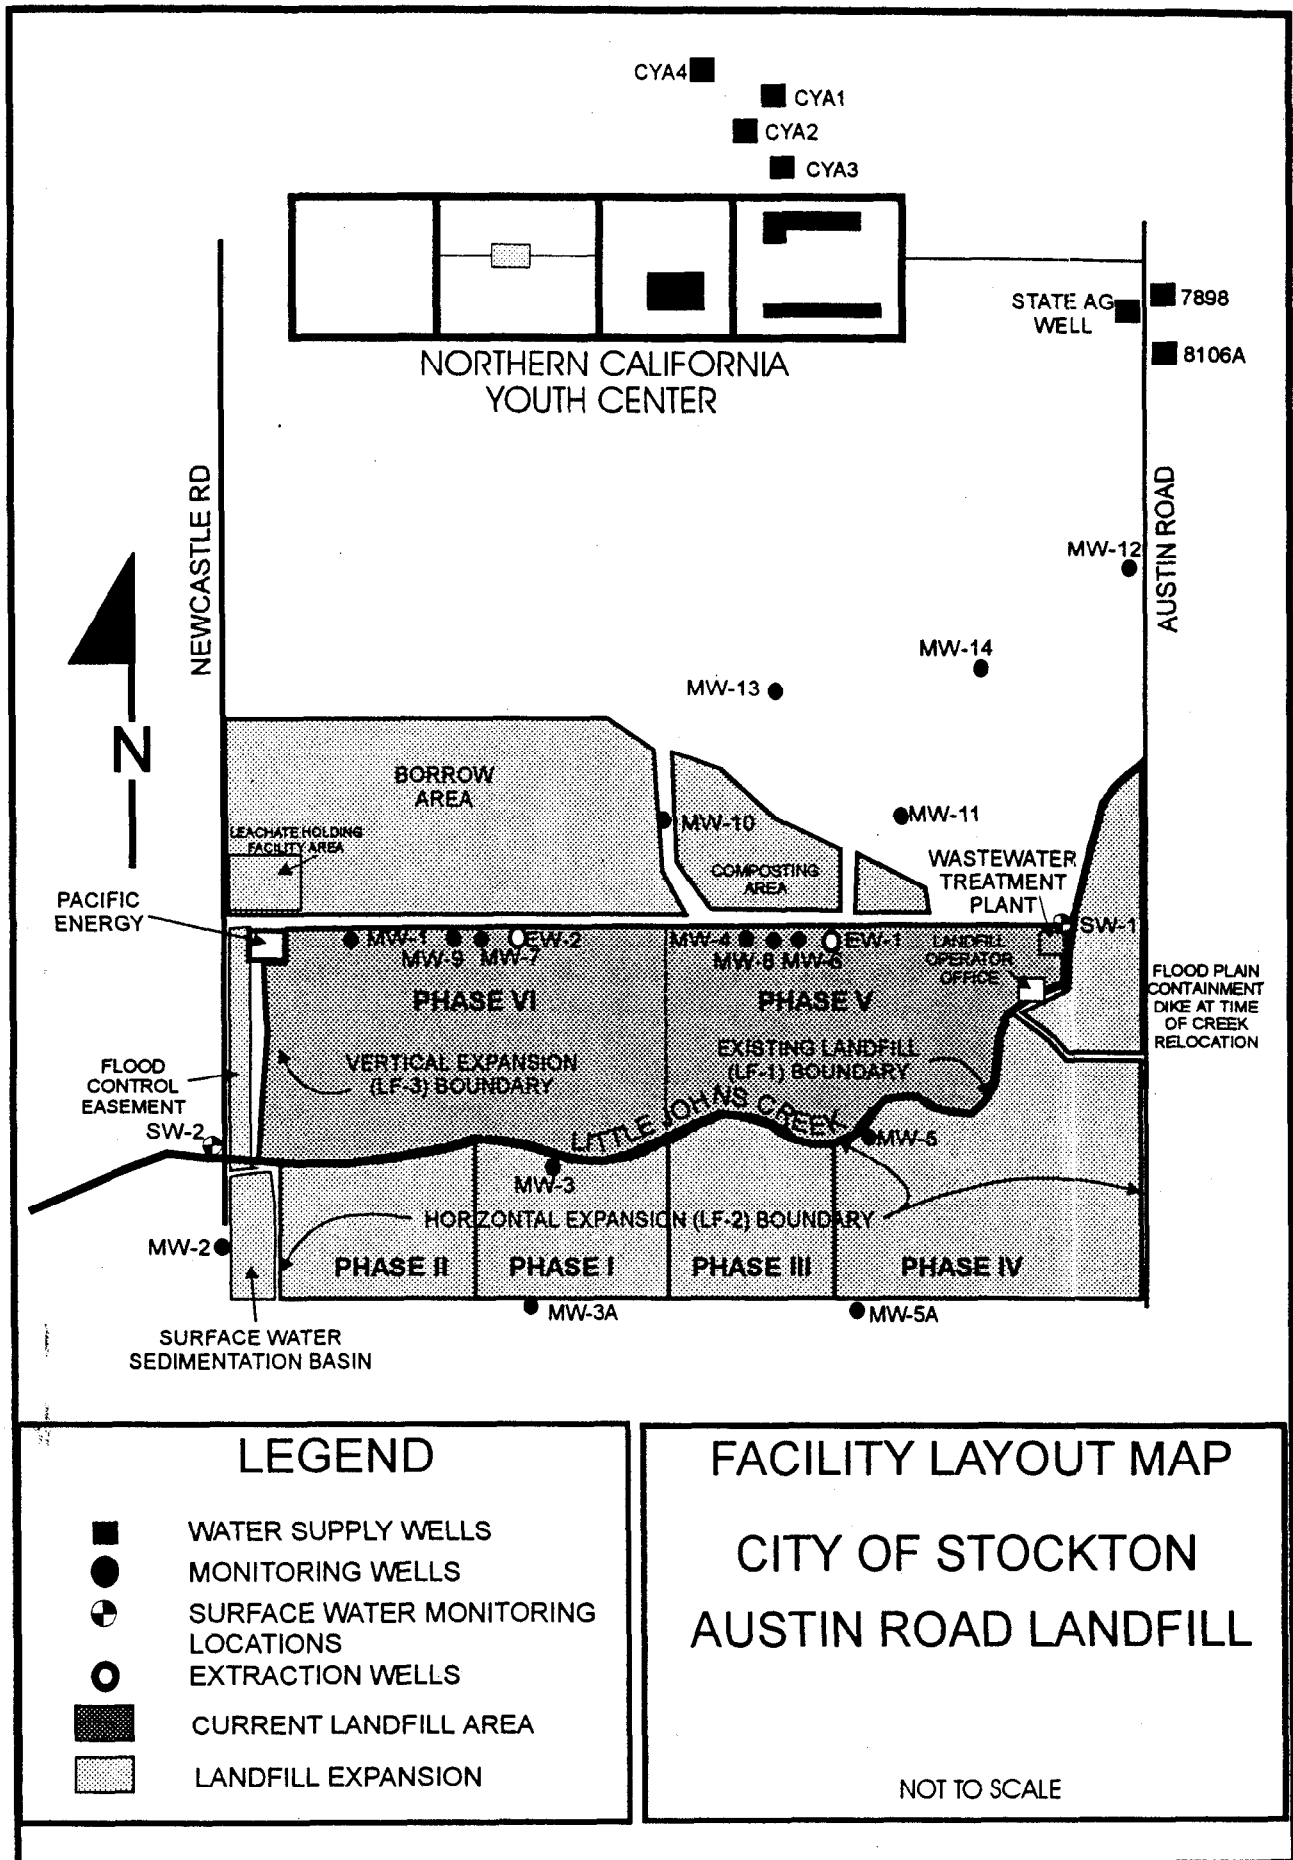 CYA4
CYA1
CYA2
CYA3
STATE AG
WELL
7898
8106A
NORTHERN CALIFORNIA
YOUTH CENTER
NEWCASTLE RD
AUSTIN ROAD
MW-12
MW-14
MW-13
N
BORROW
AREA
MW-10
MW-11
LEACHATE HOLDING
FACILITY AREA
COMPOSTING
AREA
WASTEWATER
TREATMENT
PLANT
PACIFIC
ENERGY
SW-1
MW-1
MW-9
MW-7
EW-2
MW-4
MW-8
MW-6
EW-1
LANDFILL
OPERATOR
OFFICE
PHASE VI
PHASE V
FLOOD PLAIN
CONTAINMENT
DIKE AT TIME
OF CREEK
RELOCATION
VERTICAL EXPANSION
(LF-3) BOUNDARY
EXISTING LANDFILL
(LF-1) BOUNDARY
FLOOD
CONTROL
EASEMENT
LITTLE JOHNS CREEK
SW-2
MW-5
MW-3
HORIZONTAL EXPANSION (LF-2) BOUNDARY
MW-2
PHASE II
PHASE I
PHASE III
PHASE IV
MW-3A
MW-5A
SURFACE WATER
SEDIMENTATION BASIN
LEGEND
WATER SUPPLY WELLS
MONITORING WELLS
SURFACE WATER MONITORING
LOCATIONS
EXTRACTION WELLS
CURRENT LANDFILL AREA
LANDFILL EXPANSION
FACILITY LAYOUT MAP
CITY OF STOCKTON
AUSTIN ROAD LANDFILL
NOT TO SCALE